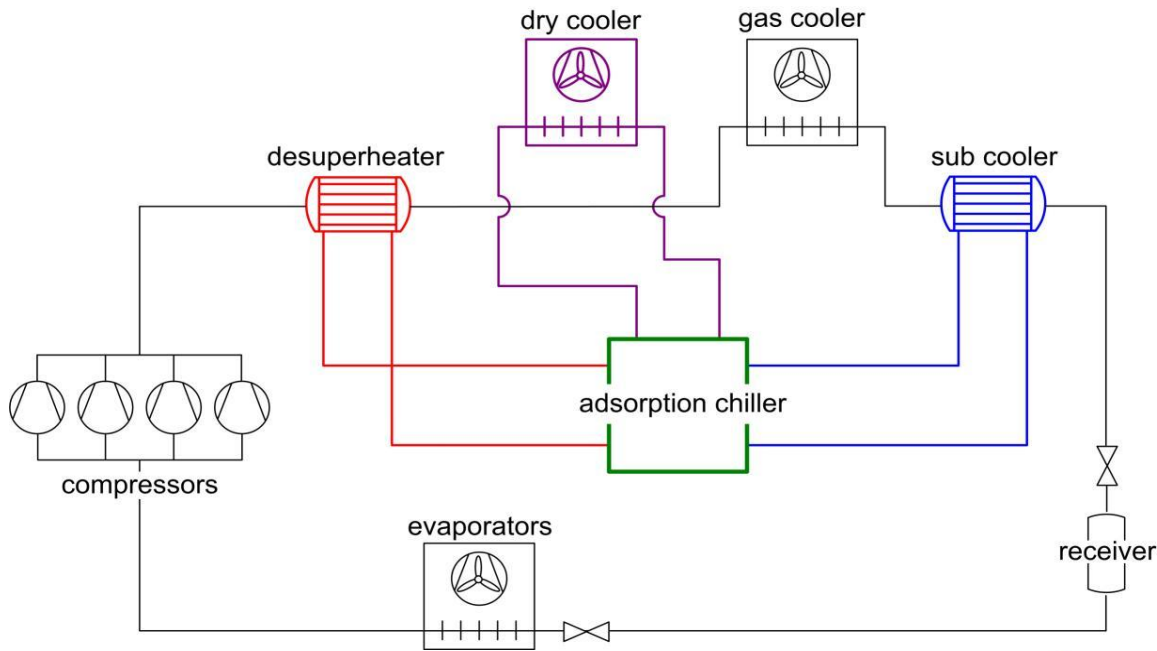 dry cooler
gas cooler
desuperheater
sub cooler
adsorption chiller
compressors
evaporators
receiver